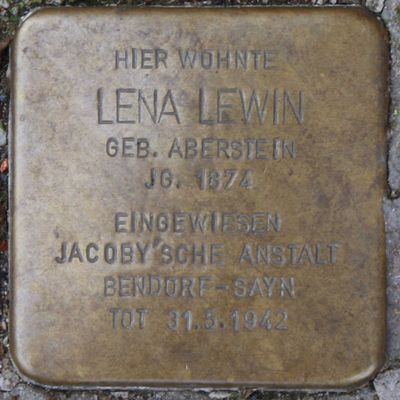 HIER WOHNTE
LENA LEWIN
GEB. ABERSTEIN
JG. 1874
EINGEWIESEN
JACOBY'SCHE ANSTALT
BENDORF-SAYN
TOT 31.5.1942